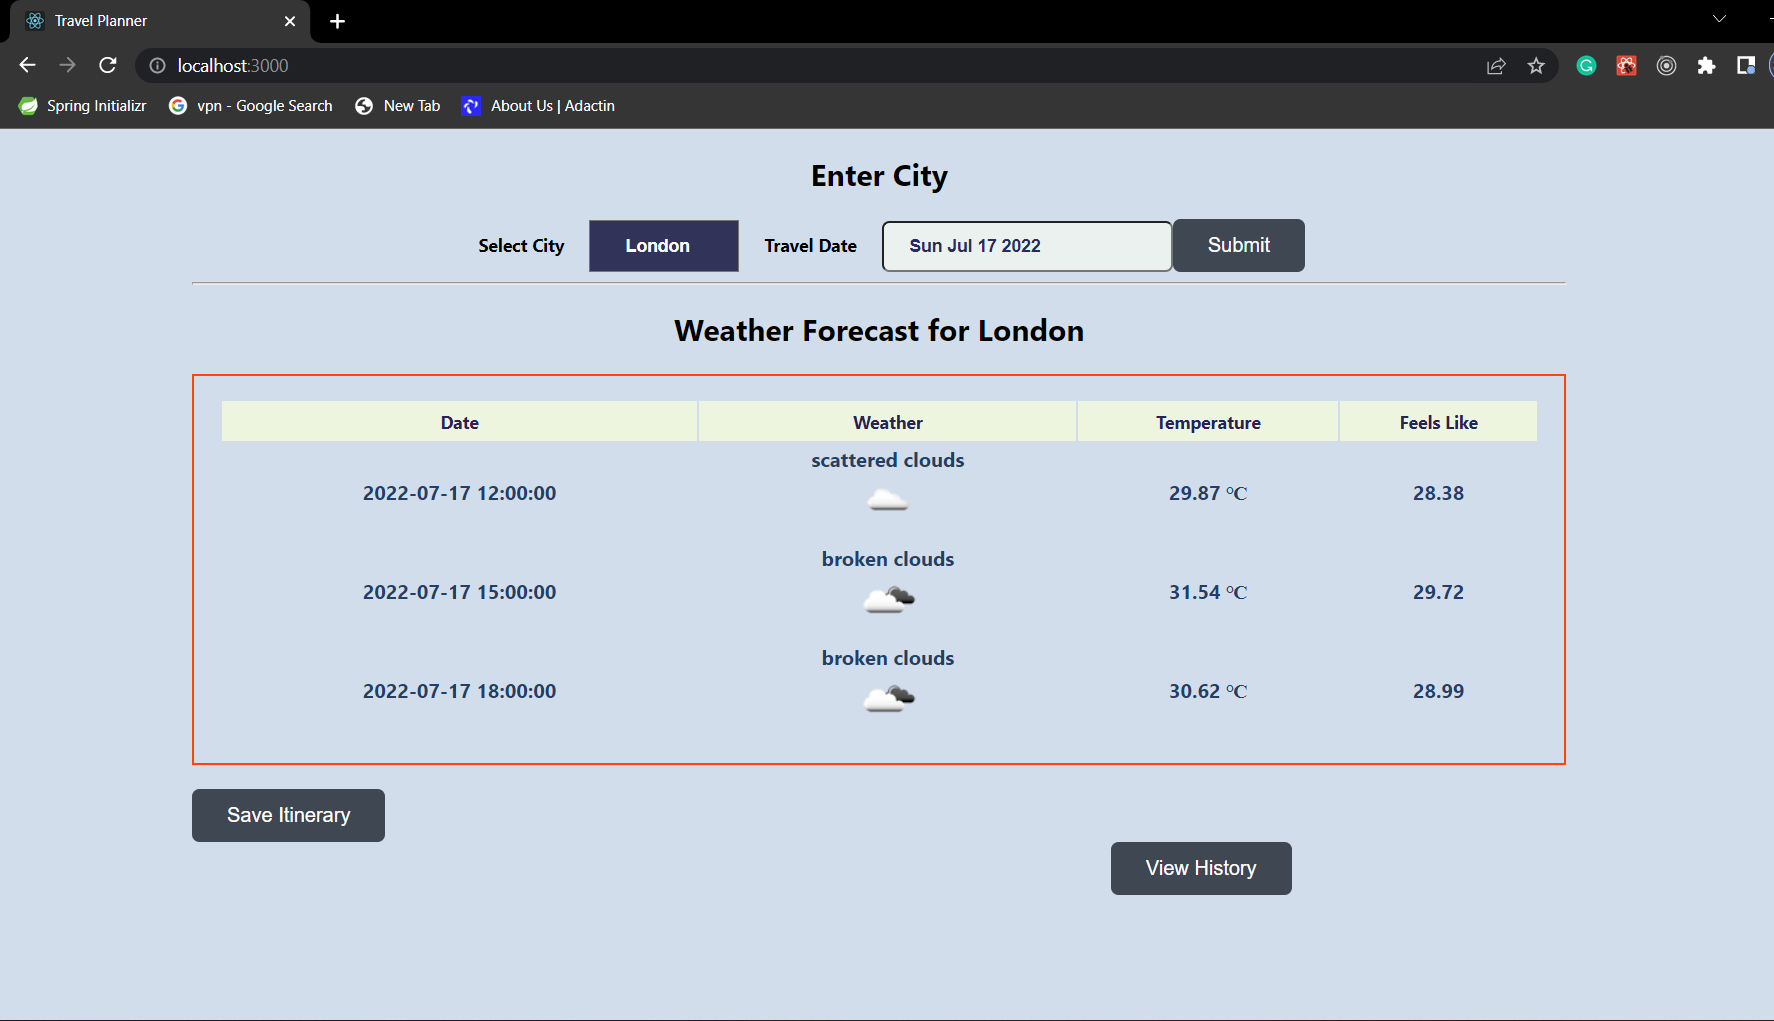 Travel Planner
localhost:3000
Spring Initializr vpn - Google Search New Tab About Us | Adactin
Enter City
Select City London Travel Date Sun Jul 17 2022 Submit
Weather Forecast for London
Date Weather Temperature Feels Like
scattered clouds
2022-07-17 12:00:00 29.87 °C 28.38
broken clouds
2022-07-17 15:00:00 31.54 °C 29.72
broken clouds
2022-07-17 18:00:00 30.62 °C 28.99
Save Itinerary
View History